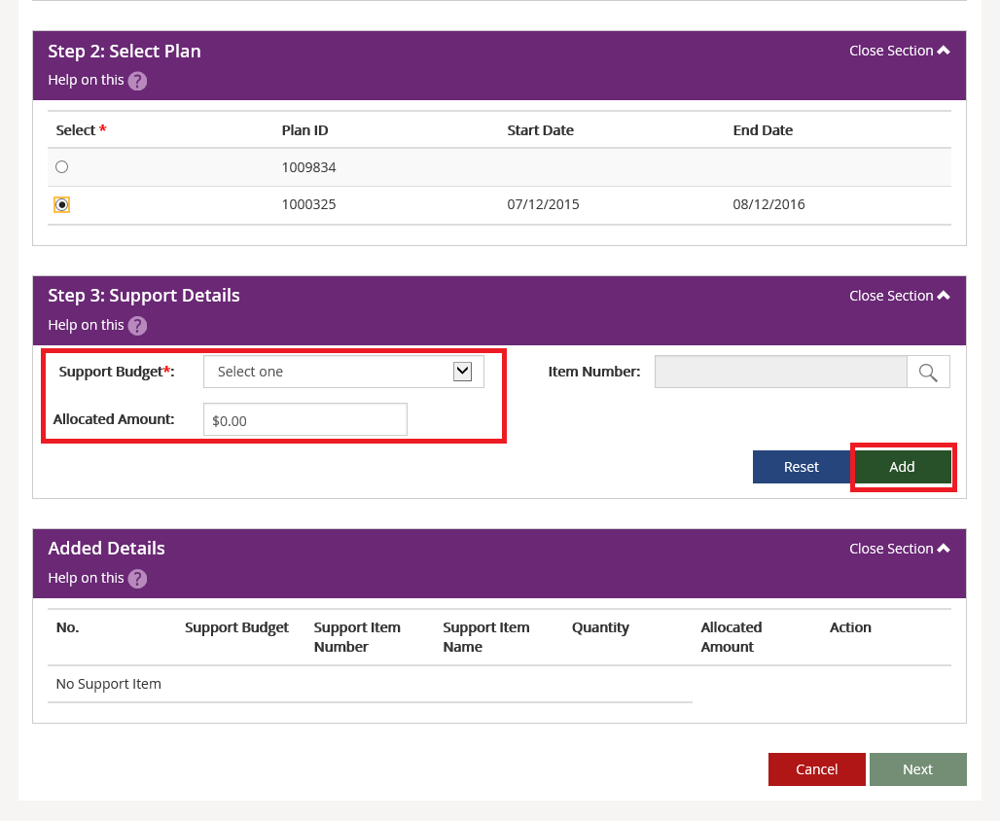 Step 2: Select Plan
Close Section
Help on this ?
Select * Plan ID Start Date End Date
1009834
1000325 07/12/2015 08/12/2016
Step 3: Support Details
Close Section
Help on this ?
Support Budget*: Select one Item Number:
Allocated Amount: $0.00
Reset Add
Added Details
Close Section
Help on this ?
No. Support Budget Support Item Number Support Item Name Quantity Allocated Amount Action
No Support Item
Cancel Next